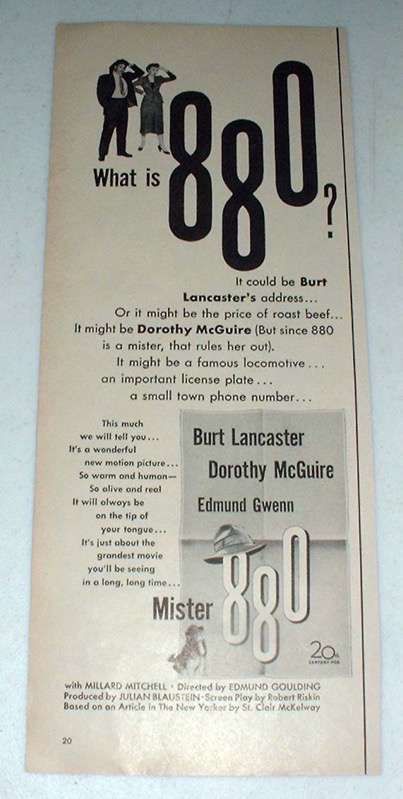 What is 880?
It could be Burt
Lancaster's address...
Or it might be the price of roast beef...
It might be Dorothy McGuire (But since 880
is a mister, that rules her out).
It might be a famous locomotive...
an important license plate...
a small town phone number...
This much
we will tell you...
It's a wonderful
new motion picture...
So warm and human—
So alive and real
It will always be
on the tip of
your tongue...
It's just about the
grandest movie
you'll be seeing
in a long, long time...
Burt Lancaster
Dorothy McGuire
Edmund Gwenn
Mister 880
20th
CENTURY-FOX
with MILLARD MITCHELL • Directed by EDMUND GOULDING
Produced by JULIAN BLAUSTEIN • Screen Play by Robert Riskin
Based on an Article in The New Yorker by St. Clair McKelway
20